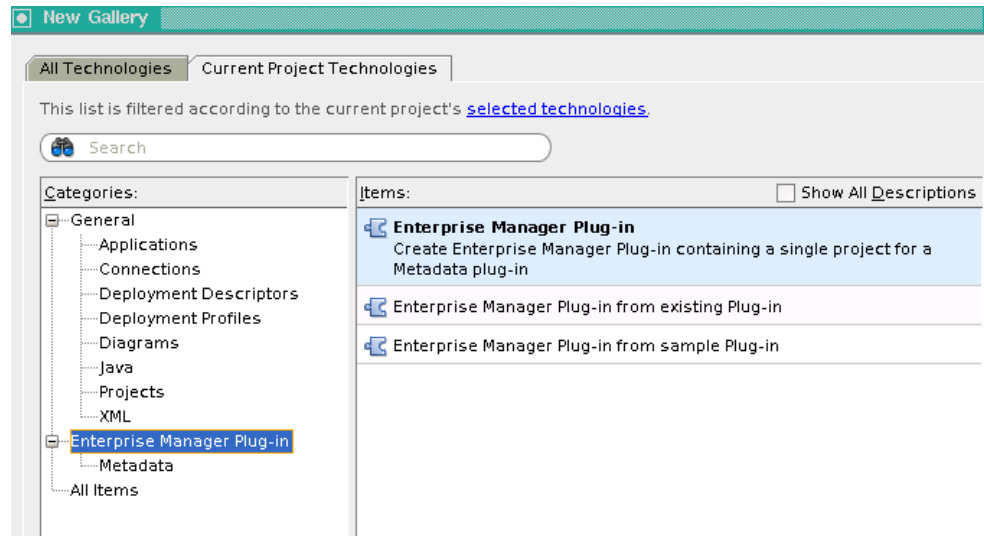 New Gallery
All Technologies
Current Project Technologies
This list is filtered according to the current project's selected technologies.
Search
Categories:
General
Applications
Connections
Deployment Descriptors
Deployment Profiles
Diagrams
Java
Projects
XML
Enterprise Manager Plug-in
Metadata
All Items
Items:
Show All Descriptions
Enterprise Manager Plug-in
Create Enterprise Manager Plug-in containing a single project for a
Metadata plug-in
Enterprise Manager Plug-in from existing Plug-in
Enterprise Manager Plug-in from sample Plug-in